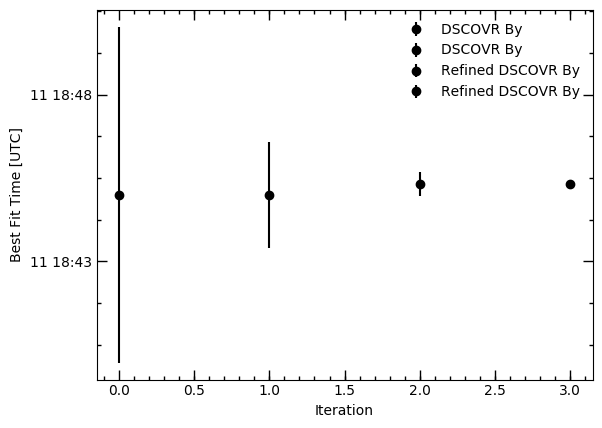 DSCOVR By
DSCOVR By
Refined DSCOVR By
Refined DSCOVR By
11 18:48
11 18:43
Best Fit Time [UTC]
0.0 0.5 1.0 1.5 2.0 2.5 3.0
Iteration